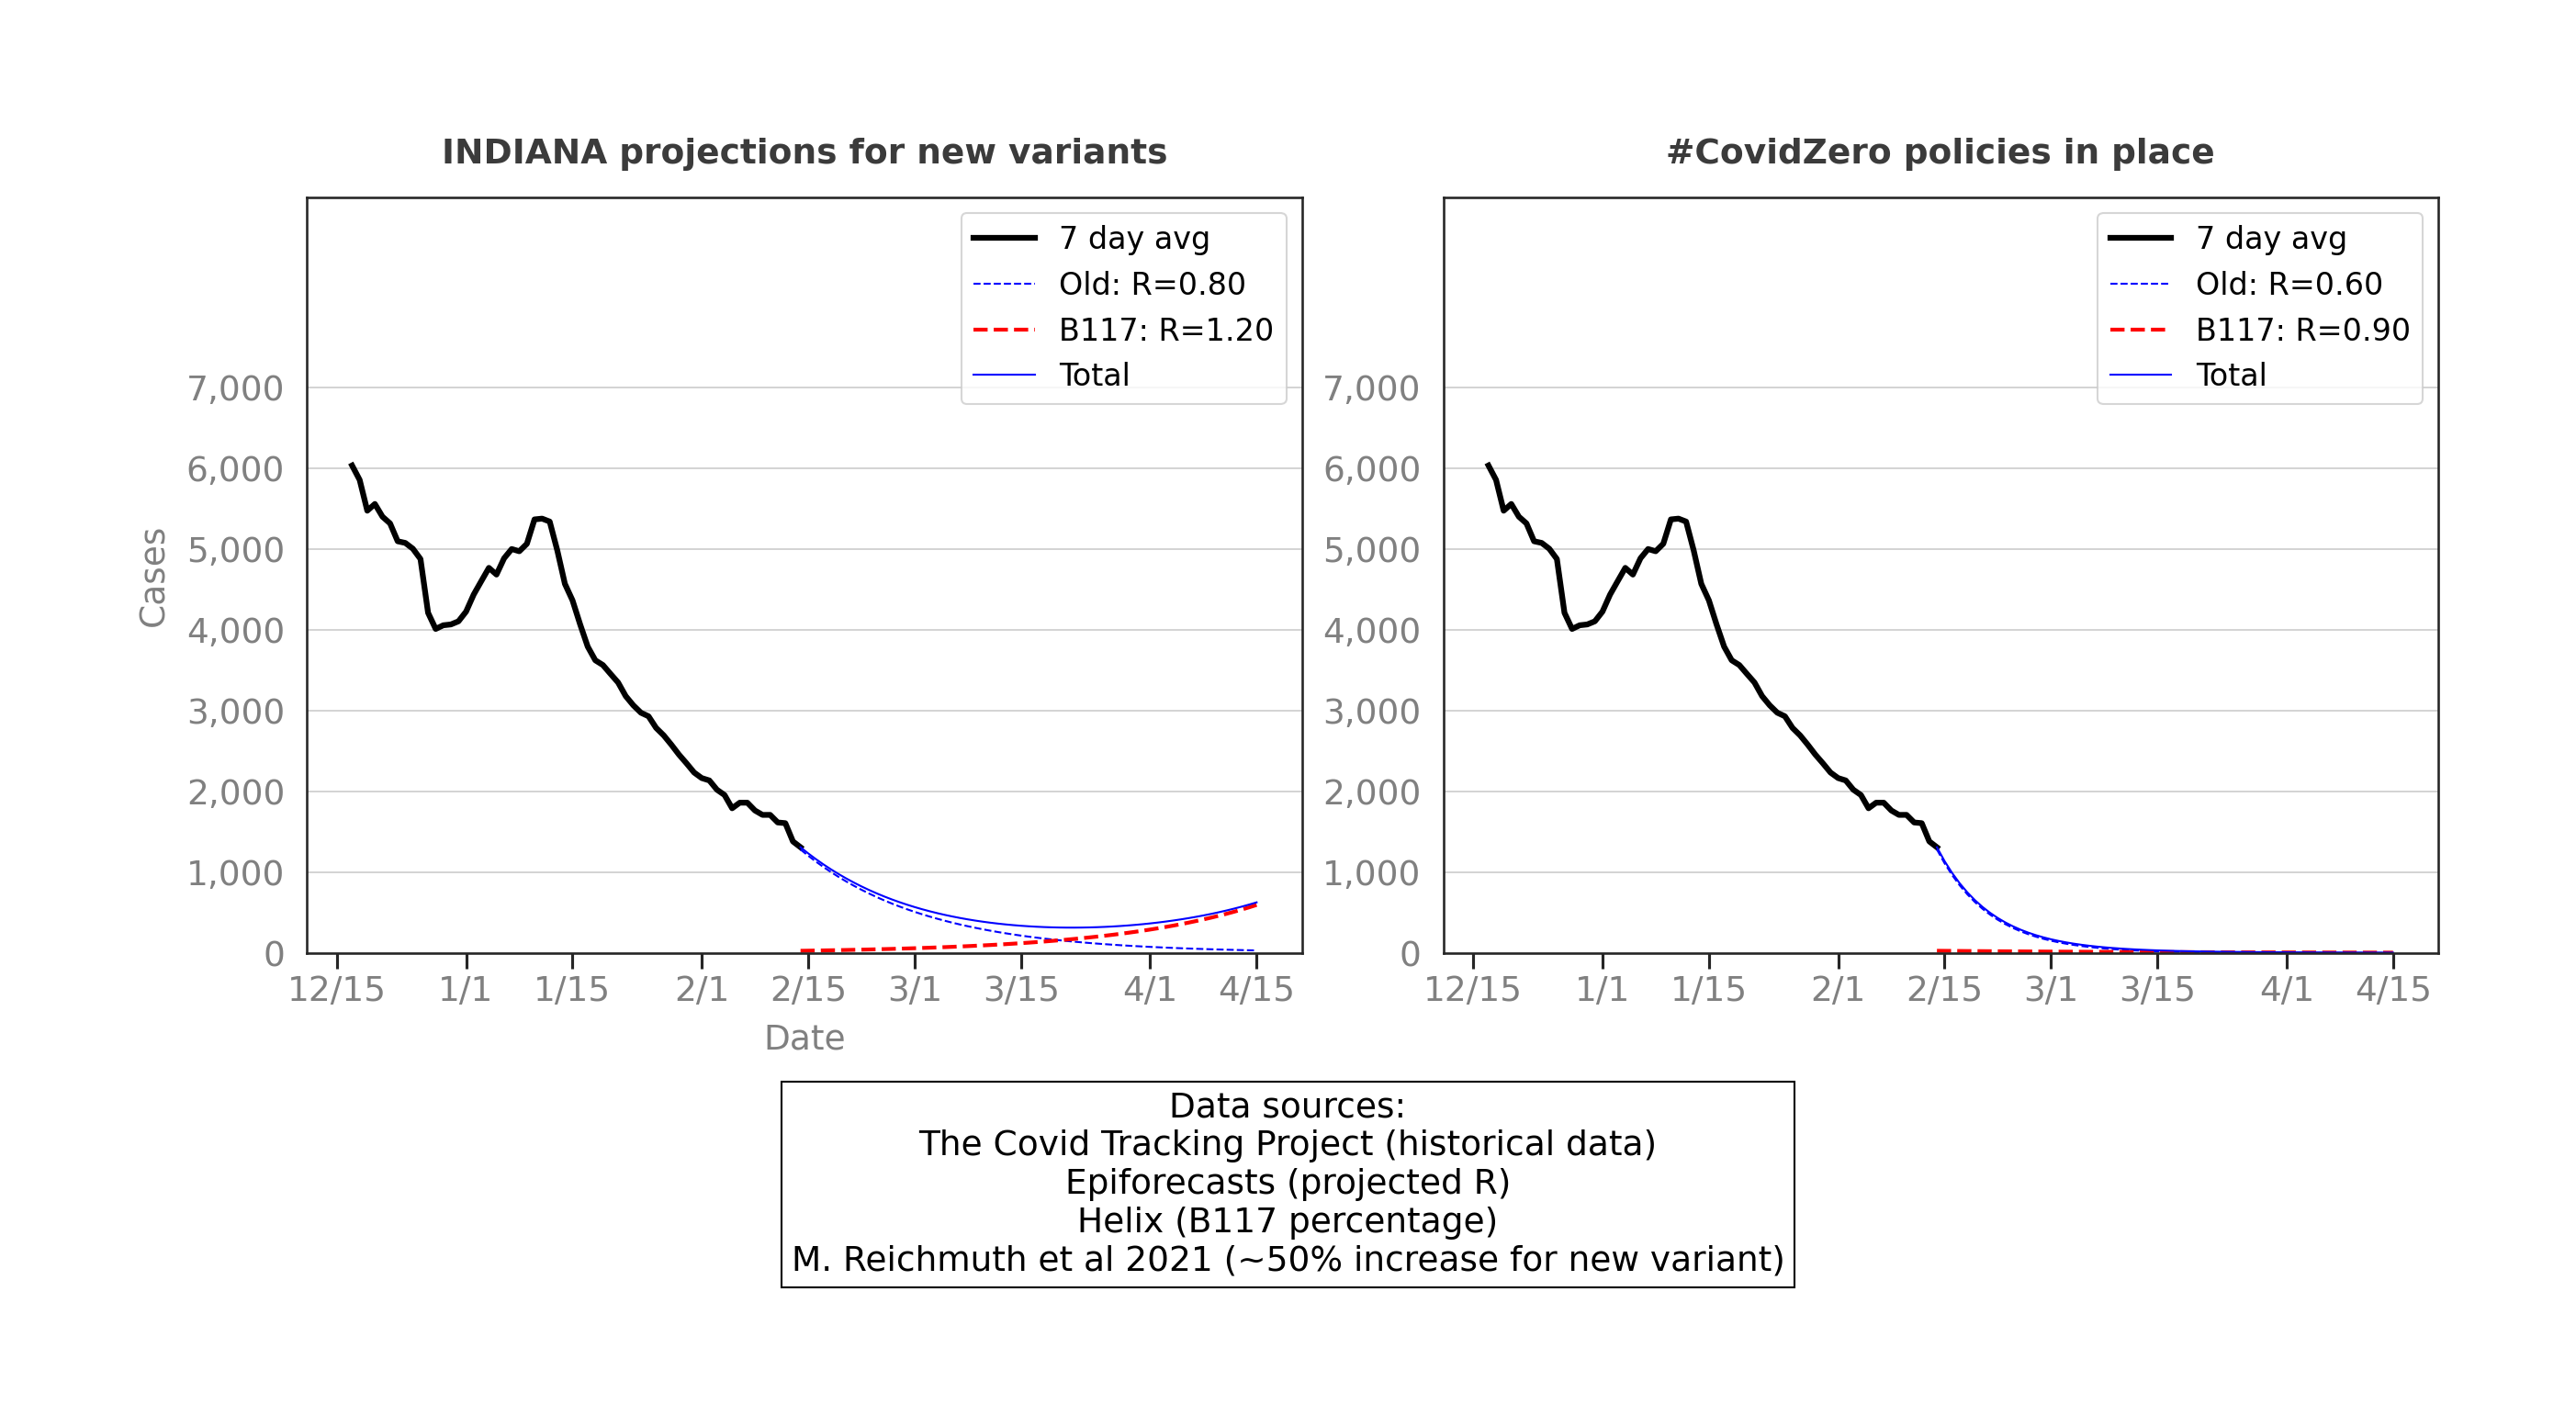 INDIANA projections for new variants
7 day avg
Old: R=0.80
B117: R=1.20
Total
7,000
6,000
5,000
4,000
3,000
2,000
1,000
0
Cases
12/15 1/1 1/15 2/1 2/15 3/1 3/15 4/1 4/15
Date
#CovidZero policies in place
7 day avg
Old: R=0.60
B117: R=0.90
Total
7,000
6,000
5,000
4,000
3,000
2,000
1,000
0
12/15 1/1 1/15 2/1 2/15 3/1 3/15 4/1 4/15
Data sources:
The Covid Tracking Project (historical data)
Epiforecasts (projected R)
Helix (B117 percentage)
M. Reichmuth et al 2021 (~50% increase for new variant)